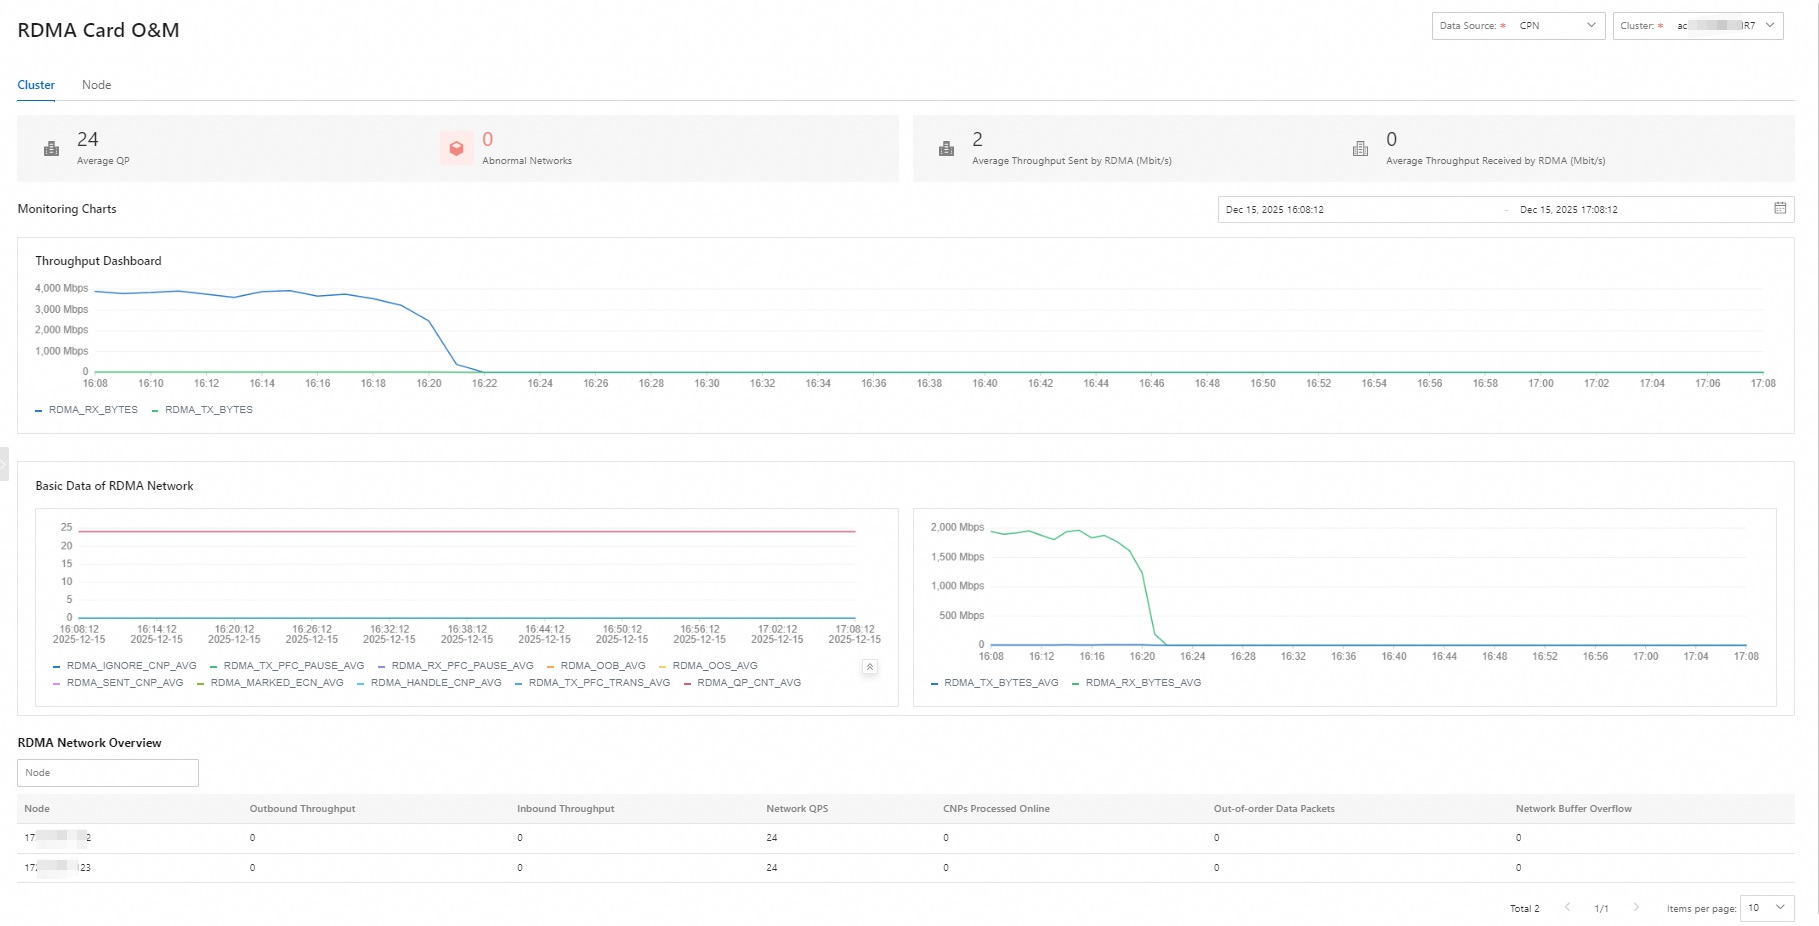 RDMA Card O&M
Data Source: * CPN
Cluster: * ac R7
Cluster Node
24
Average QP
0
Abnormal Networks
2
Average Throughput Sent by RDMA (Mbit/s)
0
Average Throughput Received by RDMA (Mbit/s)
Monitoring Charts
Dec 15, 2025 16:08:12 - Dec 15, 2025 17:08:12
Throughput Dashboard
4,000 Mbps
3,000 Mbps
2,000 Mbps
1,000 Mbps
0
16:08 16:10 16:12 16:14 16:16 16:18 16:20 16:22 16:24 16:26 16:28 16:30 16:32 16:34 16:36 16:38 16:40 16:42 16:44 16:46 16:48 16:50 16:52 16:54 16:56 16:58 17:00 17:02 17:04 17:06 17:08
RDMA_RX_BYTES RDMA_TX_BYTES
Basic Data of RDMA Network
25
20
15
10
5
0
16:08:12 16:14:12 16:20:12 16:26:12 16:32:12 16:38:12 16:44:12 16:50:12 16:56:12 17:02:12 17:08:12
2025-12-15 2025-12-15 2025-12-15 2025-12-15 2025-12-15 2025-12-15 2025-12-15 2025-12-15 2025-12-15 2025-12-15 2025-12-15
RDMA_IGNORE_CNP_AVG RDMA_TX_PFC_PAUSE_AVG RDMA_RX_PFC_PAUSE_AVG RDMA_OOB_AVG RDMA_OOS_AVG
RDMA_SENT_CNP_AVG RDMA_MARKED_ECN_AVG RDMA_HANDLE_CNP_AVG RDMA_TX_PFC_TRANS_AVG RDMA_QP_CNT_AVG
2,000 Mbps
1,500 Mbps
1,000 Mbps
500 Mbps
0
16:08 16:12 16:16 16:20 16:24 16:28 16:32 16:36 16:40 16:44 16:48 16:52 16:56 17:00 17:04 17:08
RDMA_TX_BYTES_AVG RDMA_RX_BYTES_AVG
RDMA Network Overview
Node
Node Outbound Throughput Inbound Throughput Network QPS CNPs Processed Online Out-of-order Data Packets Network Buffer Overflow
17 2 0 0 24 0 0 0
17 123 0 0 24 0 0 0
Total 2 1/1 Items per page: 10